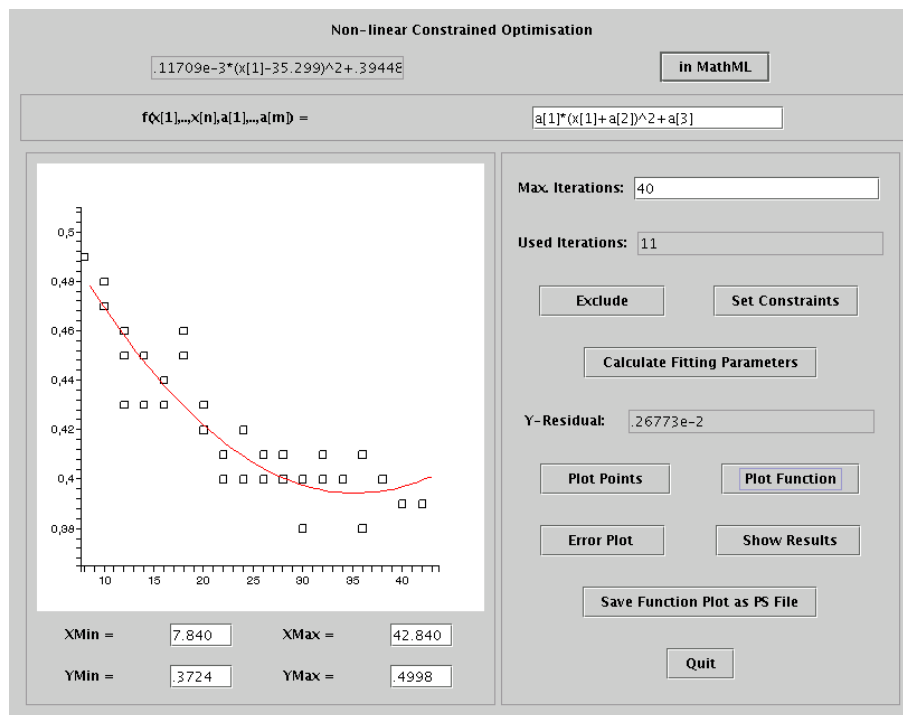 Non-linear Constrained Optimisation
.11709e-3*(x[1]-35.299)^2+.39448
in MathML
f(x[1],..,x[n],a[1],..,a[m]) =
a[1]*(x[1]+a[2])^2+a[3]
Max. Iterations: 40
Used Iterations: 11
Exclude
Set Constraints
Calculate Fitting Parameters
Y-Residual: .26773e-2
Plot Points
Plot Function
Error Plot
Show Results
Save Function Plot as PS File
Quit
0,5
0,48
0,46
0,44
0,42
0,4
0,38
10 15 20 25 30 35 40
XMin = 7.840 XMax = 42.840
YMin = .3724 YMax = .4998